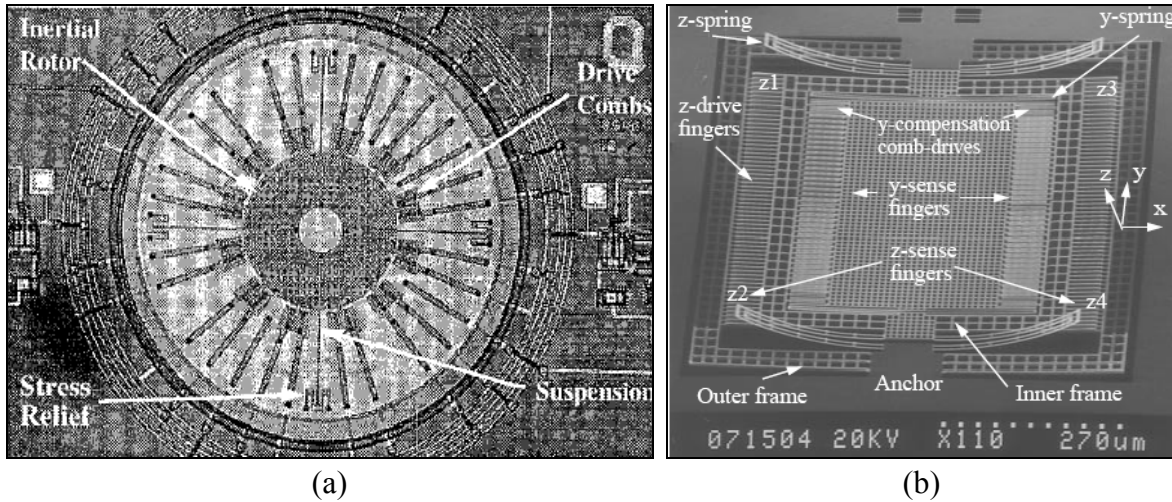 Inertial
Rotor
Drive
Combs
Stress
Relief
Suspension
(a)
z-spring
y-spring
z1
z3
z-drive
fingers
y-compensation
comb-drives
z
y
x
y-sense
fingers
z-sense
fingers
z2
z4
Anchor
Outer frame
Inner frame
071504 20KV X110 270um
(b)